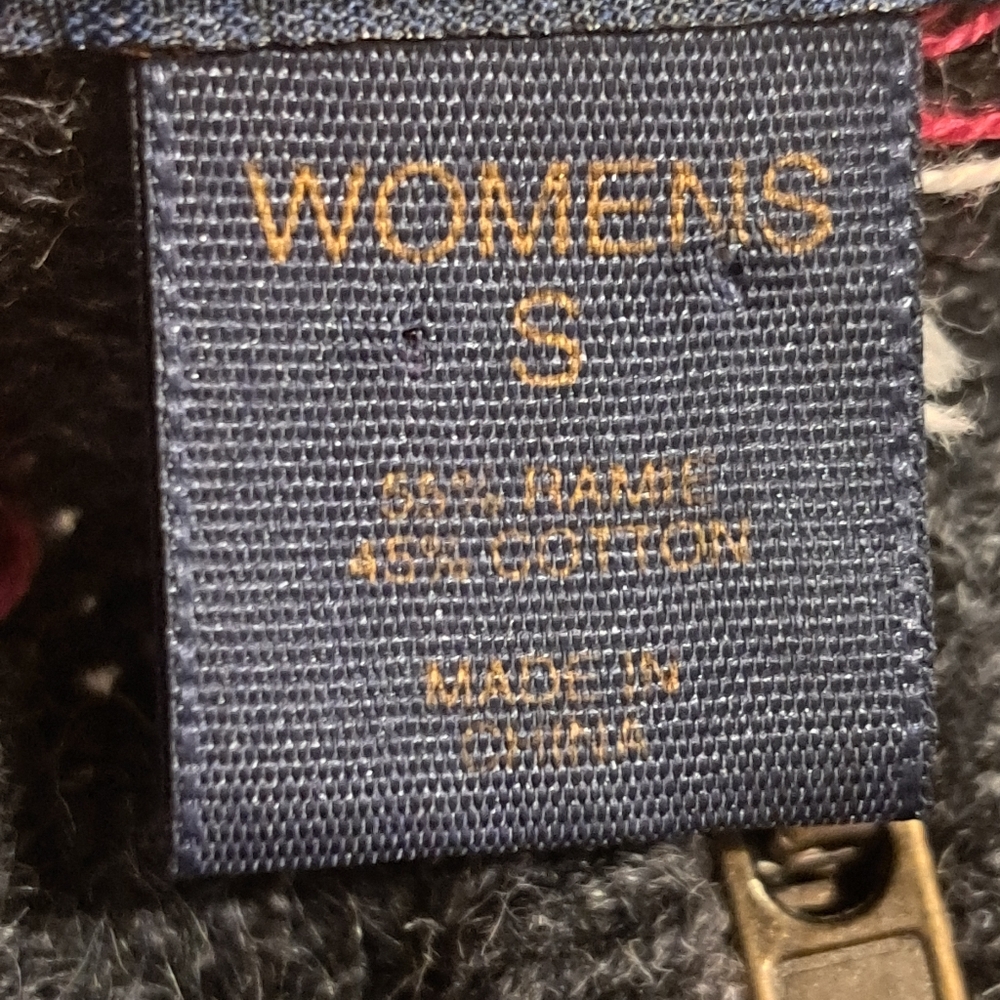 WOMENS
S
55% RAMIE
45% COTTON
MADE IN
CHINA